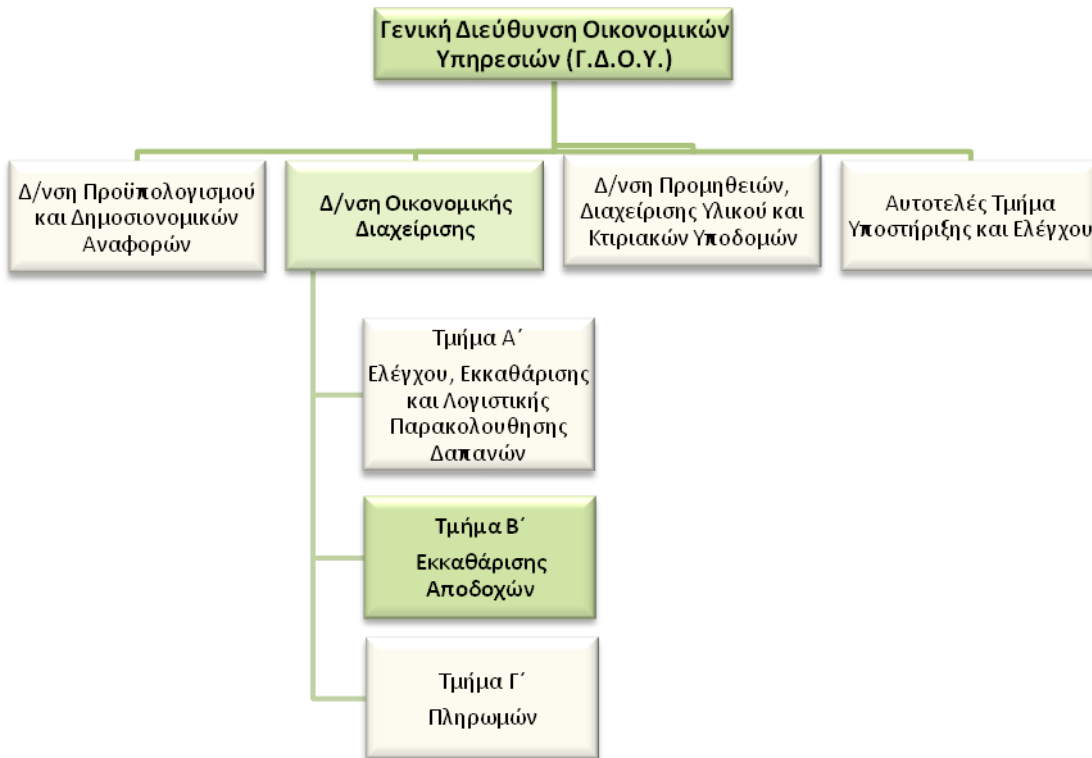 Γενική Διεύθυνση Οικονομικών
Υπηρεσιών (Γ.Δ.Ο.Υ.)
Δ/νση Προϋπολογισμού
και Δημοσιονομικών
Αναφορών
Δ/νση Οικονομικής
Διαχείρισης
Δ/νση Προμηθειών,
Διαχείρισης Υλικού και
Κτιριακών Υποδομών
Αυτοτελές Τμήμα
Υποστήριξης και Ελέγχου
Τμήμα Α΄
Ελέγχου, Εκκαθάρισης
και Λογιστικής
Παρακολουθησης
Δαπανών
Τμήμα Β΄
Εκκαθάρισης
Αποδοχών
Τμήμα Γ΄
Πληρωμών